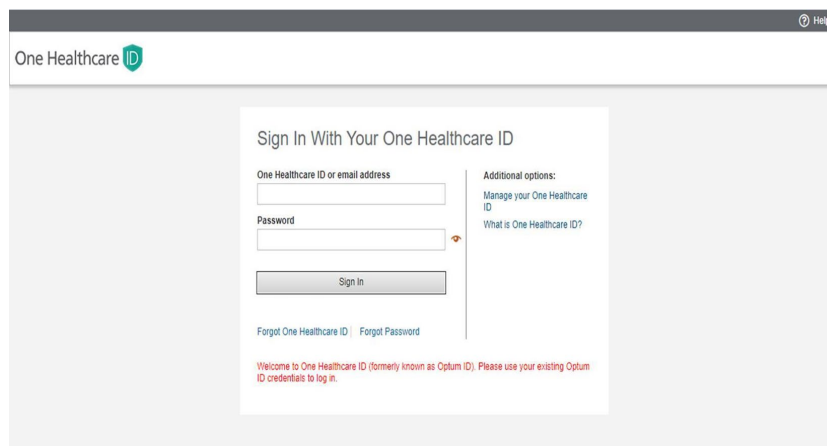 Help
One Healthcare ID
Sign In With Your One Healthcare ID
One Healthcare ID or email address
Password
Sign In
Forgot One Healthcare ID
Forgot Password
Additional options:
Manage your One Healthcare
ID
What is One Healthcare ID?
Welcome to One Healthcare ID (formerly known as Optum ID). Please use your existing Optum
ID credentials to log in.